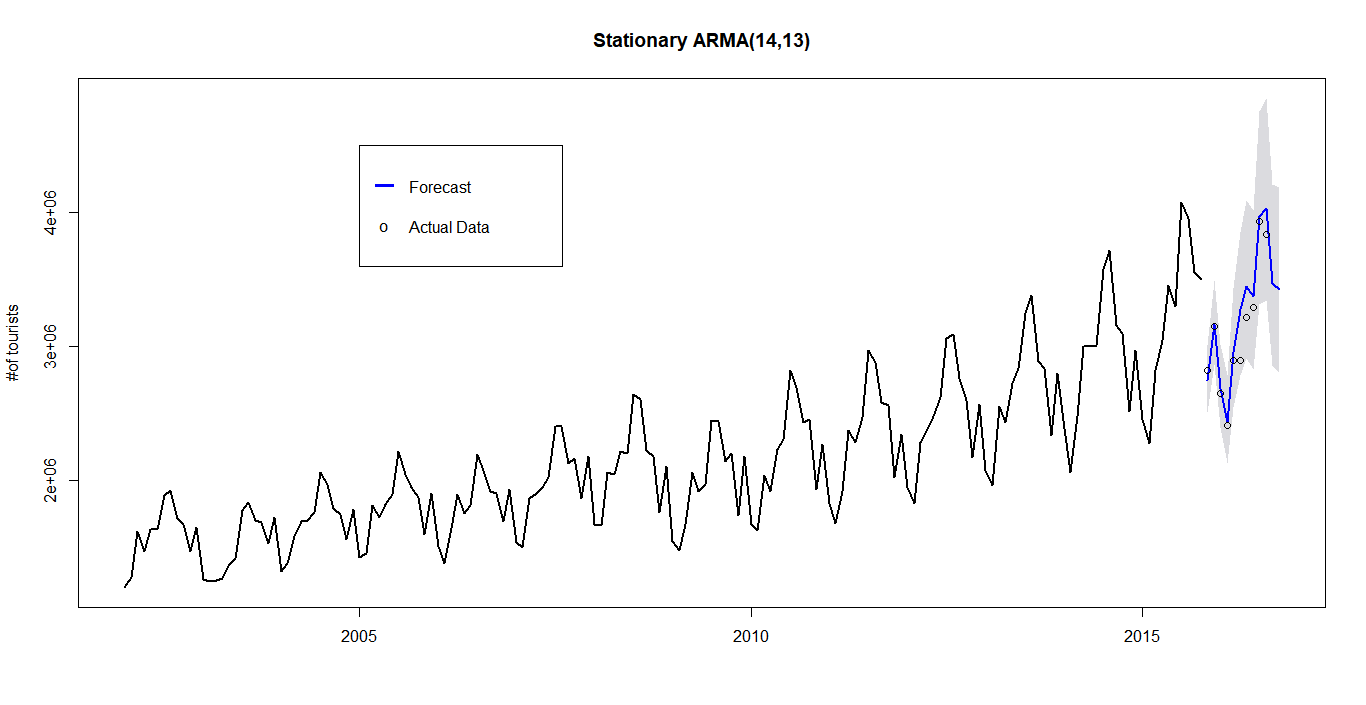 Stationary ARMA(14,13)
#of tourists
4e+06
3e+06
2e+06
Forecast
Actual Data
2005
2010
2015